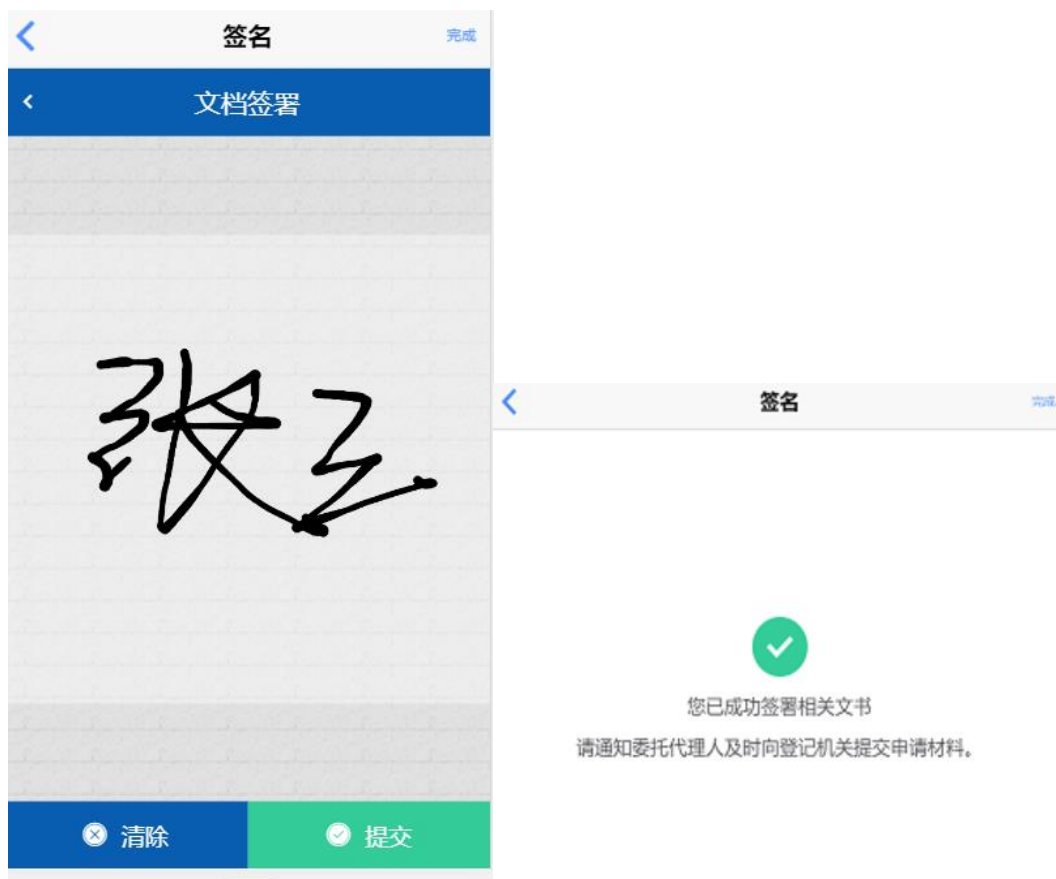 签名
完成
文档签署
张三
清除
提交
签名
完成
您已成功签署相关文书
请通知委托代理人及时向登记机关提交申请材料。